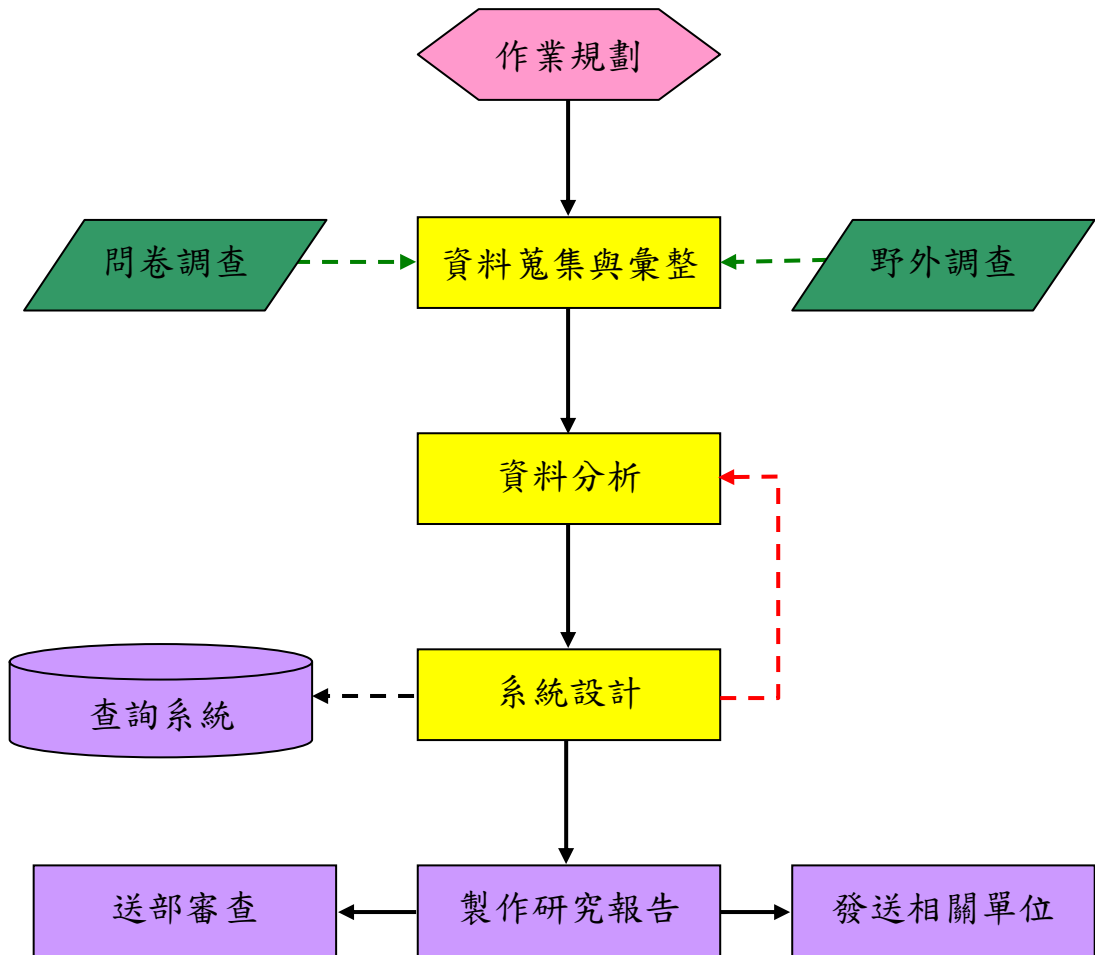 作業規劃
問卷調查
資料蒐集與彙整
野外調查
資料分析
系統設計
查詢系統
送部審查
製作研究報告
發送相關單位